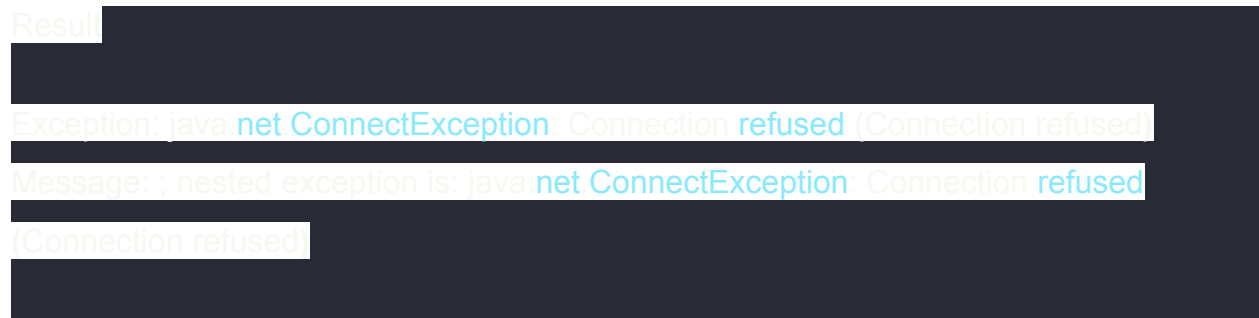 Result
Exception: java.net.ConnectException: Connection refused (Connection refused)
Message: ; nested exception is: java.net.ConnectException: Connection refused
(Connection refused)